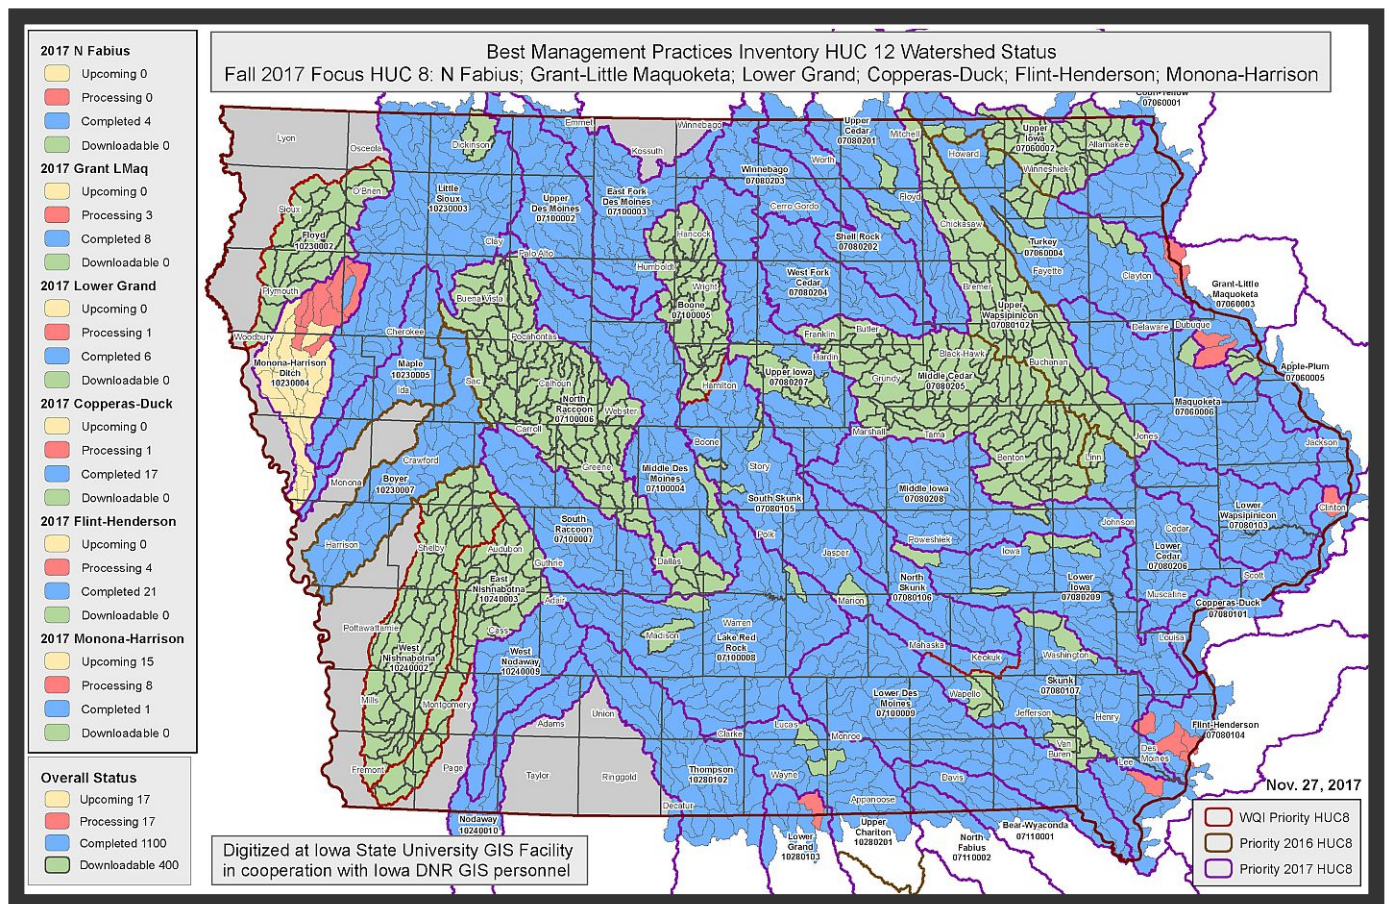 Best Management Practices Inventory HUC 12 Watershed Status
Fall 2017 Focus HUC 8: N Fabius; Grant-Little Maquoketa; Lower Grand; Copperas-Duck; Flint-Henderson; Monona-Harrison
2017 N Fabius
Upcoming 0
Processing 0
Completed 4
Downloadable 0
2017 Grant LMaq
Upcoming 0
Processing 3
Completed 8
Downloadable 0
2017 Lower Grand
Upcoming 0
Processing 1
Completed 6
Downloadable 0
2017 Copperas-Duck
Upcoming 0
Processing 1
Completed 17
Downloadable 0
2017 Flint-Henderson
Upcoming 0
Processing 4
Completed 21
Downloadable 0
2017 Monona-Harrison
Upcoming 15
Processing 8
Completed 1
Downloadable 0
Overall Status
Upcoming 17
Processing 17
Completed 1100
Downloadable 400
07060001
Lyon
Osceola
Dickinson
Emmet
Kossuth
Winnebago
Winnebago
07080203
Worth
Upper
Cedar
07080201
Mitchell
Howard
Upper
Iowa
07060002
Winneshiek
Allamakee
Sioux
O'Brien
Floyd
10230002
Little
Sioux
10230003
Clay
Upper
Des Moines
07100002
Palo Alto
East Fork
Des Moines
07100003
Hancock
Cerro Gordo
Floyd
Chickasaw
Shell Rock
07080202
Turkey
07060004
Fayette
Clayton
Grant-Little
Maquoketa
07060003
Plymouth
Cherokee
Buena Vista
Pocahontas
Humboldt
Wright
Boone
07100005
West Fork
Cedar
07080204
Franklin
Butler
Bremer
Upper
Wapsipinicon
07080102
Buchanan
Delaware
Dubuque
Apple-Plum
07060005
Woodbury
Monona-Harrison
Ditch
10230004
Maple
10230005
Ida
Sac
Calhoun
North
Raccoon
07100006
Webster
Hamilton
Hardin
Upper Iowa
07080207
Grundy
Black-Hawk
Middle Cedar
07080205
Maquoketa
07060006
Jackson
Jones
Linn
Benton
Tama
Marshall
Story
Boone
Carroll
Greene
Crawford
Monona
Boyer
10230007
Middle Des
Moines
07100004
South Skunk
07080105
Middle Iowa
07080208
Johnson
Cedar
Lower
Wapsipinicon
07080103
Clinton
Harrison
Shelby
Audubon
Guthrie
South
Raccoon
07100007
Dallas
Polk
Jasper
Poweshiek
Iowa
Lower
Cedar
07080206
Scott
Muscatine
Copperas-Duck
07080101
East
Nishnabotna
10240003
Adair
Cass
Pottawattamie
Madison
Warren
Lake Red
Rock
07100008
Marion
North
Skunk
07080106
Mahaska
Keokuk
Lower
Iowa
07080209
Washington
Louisa
West
Nishnabotna
10240002
West
Nodaway
10240009
Mills
Montgomery
Adams
Union
Clarke
Lucas
Monroe
Lower Des
Moines
07100009
Wapello
Skunk
07080107
Jefferson
Henry
Des
Moines
Flint-Henderson
07080104
Fremont
Page
Taylor
Ringgold
Decatur
Thompson
10280102
Wayne
Appanoose
Davis
Van
Buren
Lee
Nodaway
10240010
Lower
Grand
10280103
Upper
Chariton
10280201
North
Fabius
07110002
Bear-Wyaconda
07110001
Nov. 27, 2017
WQI Priority HUC8
Priority 2016 HUC8
Priority 2017 HUC8
Digitized at Iowa State University GIS Facility
in cooperation with Iowa DNR GIS personnel